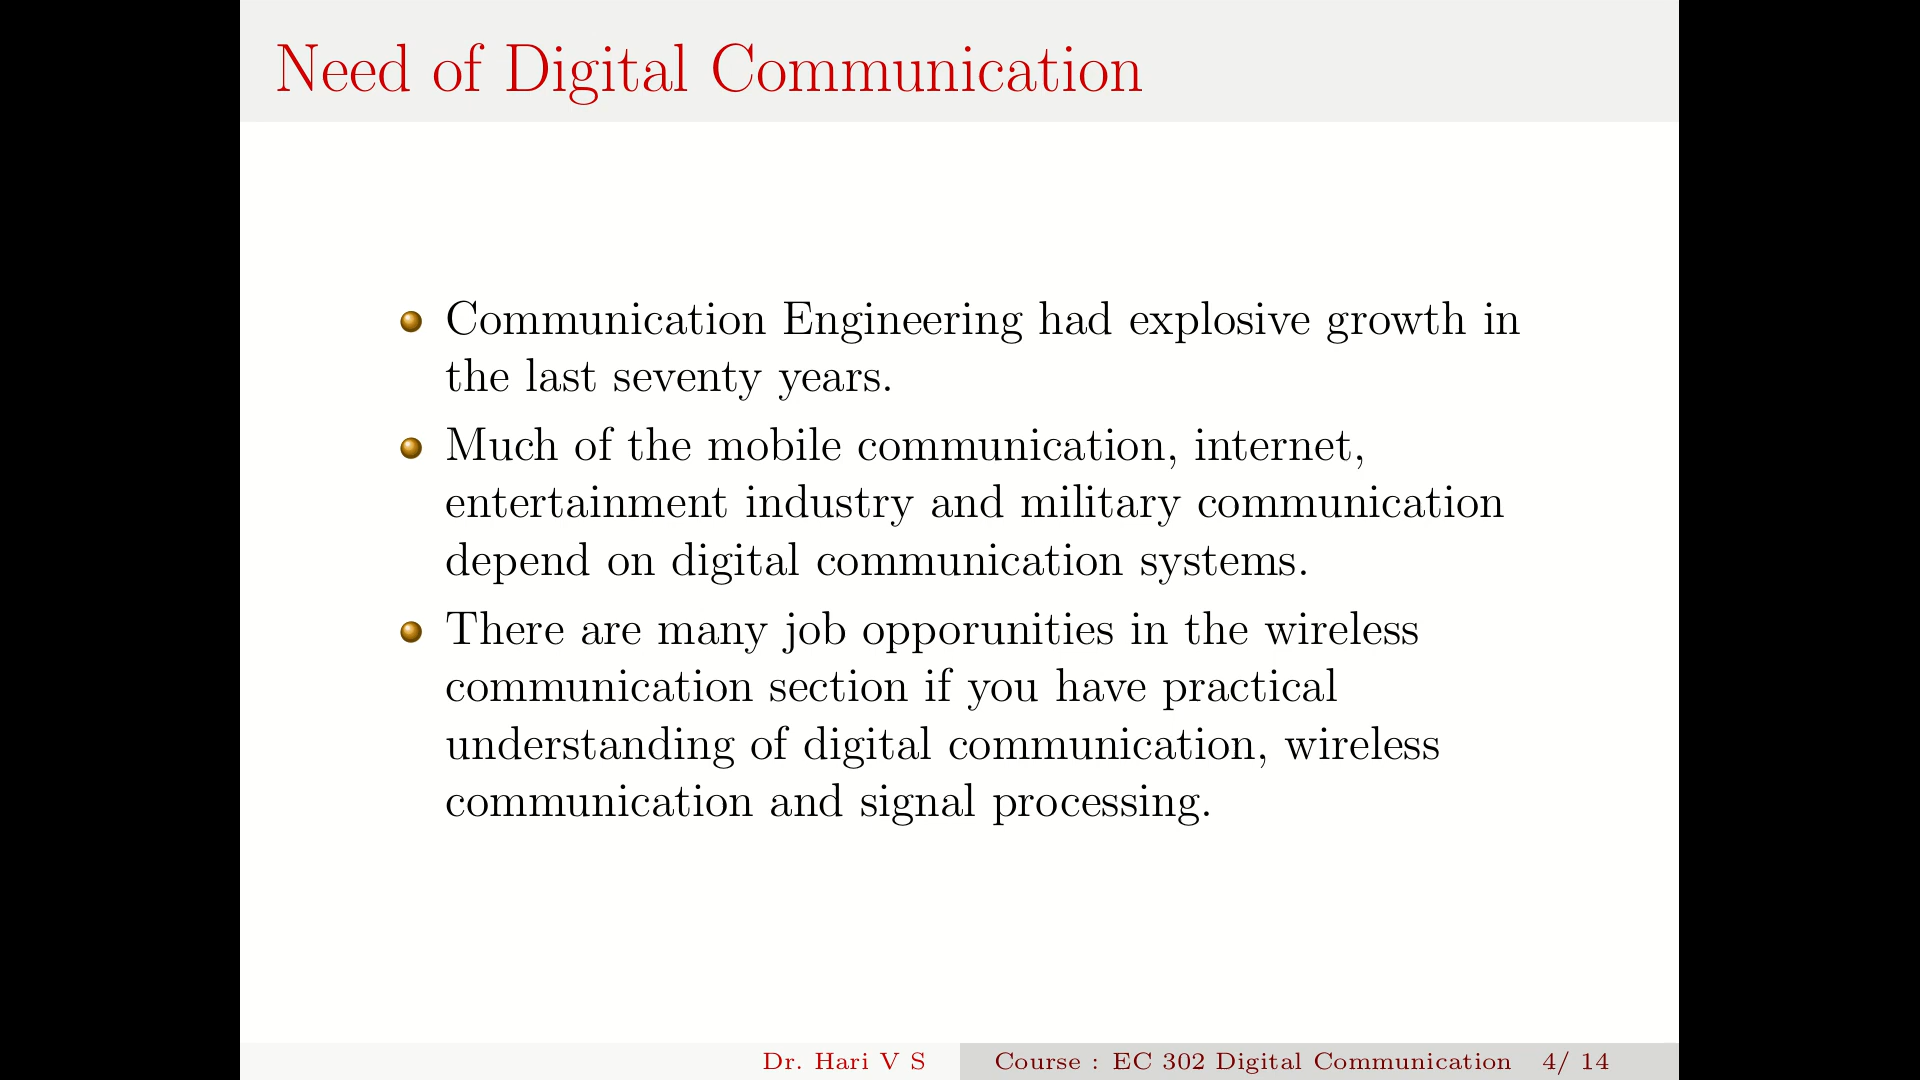 Need of Digital Communication
Communication Engineering had explosive growth in
the last seventy years.
Much of the mobile communication, internet,
entertainment industry and military communication
depend on digital communication systems.
There are many job opporunities in the wireless
communication section if you have practical
understanding of digital communication, wireless
communication and signal processing.
Dr. Hari V S Course : EC 302 Digital Communication 4/ 14